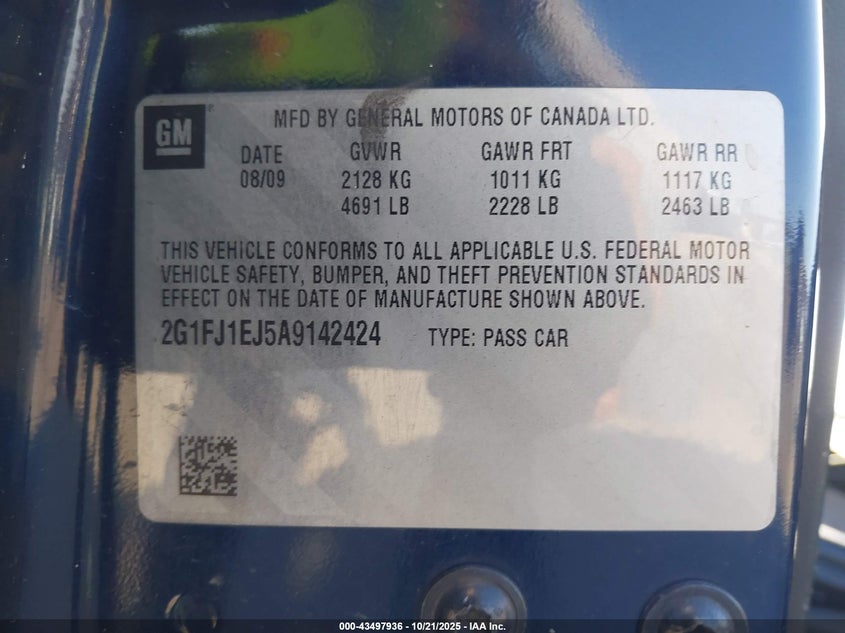 GM
MFD BY GENERAL MOTORS OF CANADA LTD.
DATE GVWR GAWR FRT GAWR RR
08/09 2128 KG 1011 KG 1117 KG
4691 LB 2228 LB 2463 LB
THIS VEHICLE CONFORMS TO ALL APPLICABLE U.S. FEDERAL MOTOR
VEHICLE SAFETY, BUMPER, AND THEFT PREVENTION STANDARDS IN
EFFECT ON THE DATE OF MANUFACTURE SHOWN ABOVE.
2G1FJ1EJ5A9142424 TYPE: PASS CAR
000-43497936 - 10/21/2025 - IAA Inc.